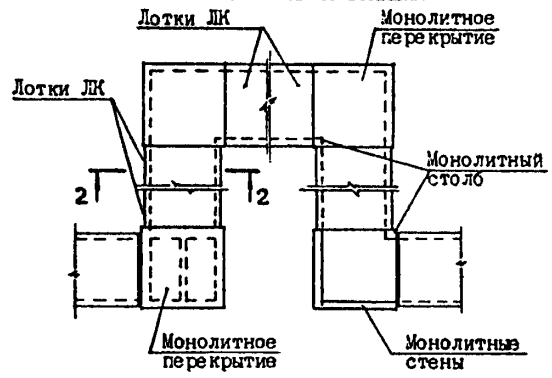 Лотки ЛК
Монолитное
перекрытие
Лотки ЛК
Монолитный
столб
2
2
Монолитное
перекрытие
Монолитные
стены